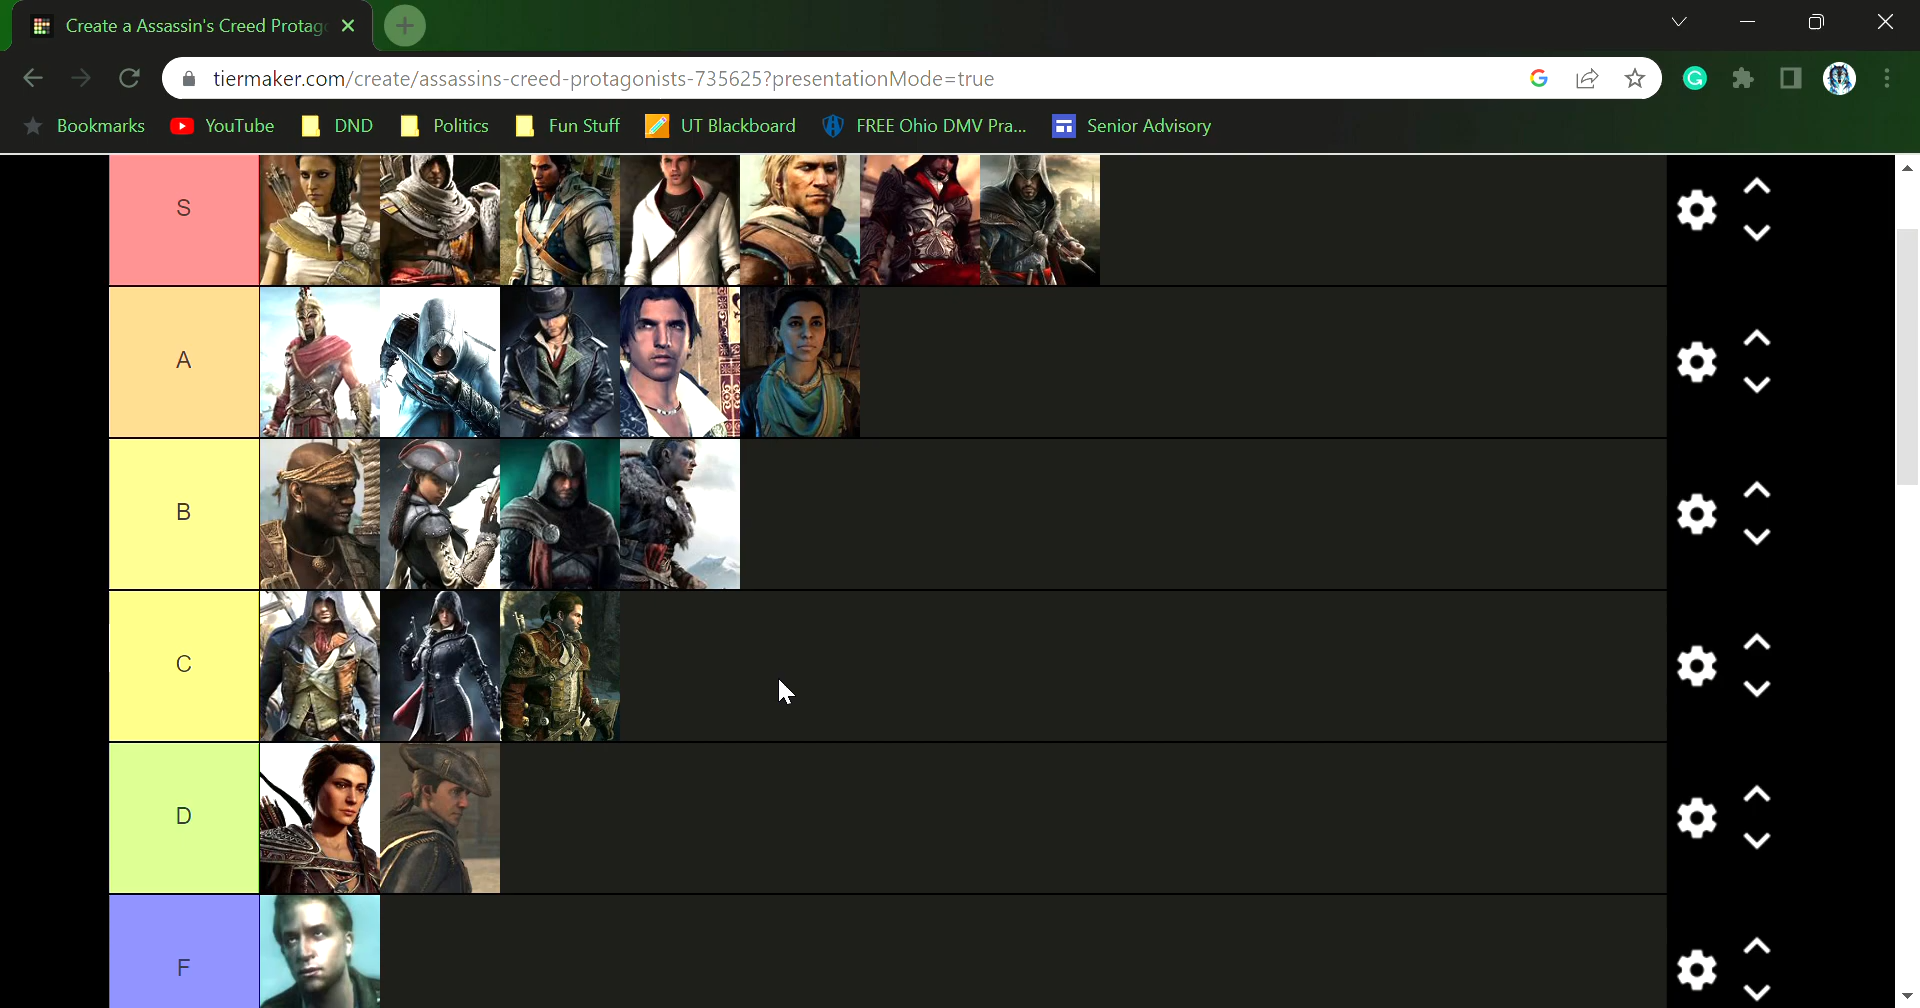 Create a Assassin's Creed Protag
tiermaker.com/create/assassins-creed-protagonists-735625?presentationMode=true
Bookmarks YouTube DND Politics Fun Stuff UT Blackboard FREE Ohio DMV Pra... Senior Advisory
S
A
B
C
D
F